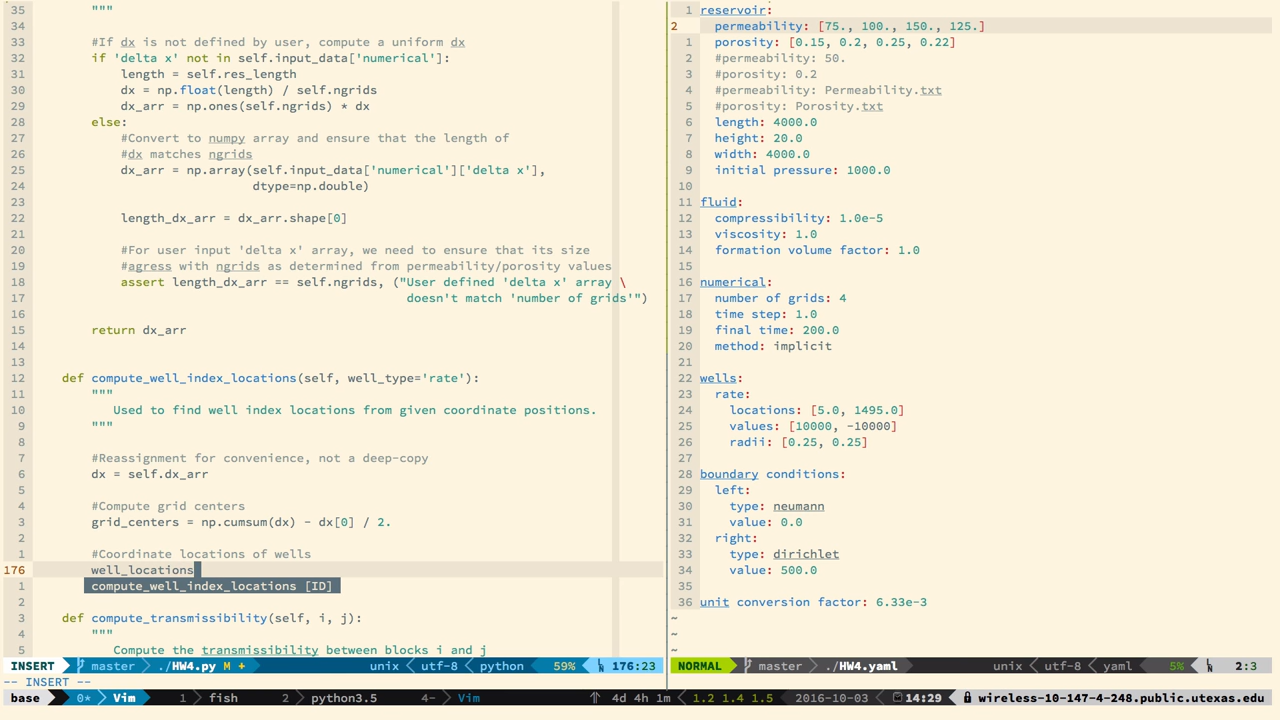 35 """
34
33 #If dx is not defined by user, compute a uniform dx
32 if 'delta x' not in self.input_data['numerical']:
31 length = self.res_length
30 dx = np.float(length) / self.ngrids
29 dx_arr = np.ones(self.ngrids) * dx
28 else:
27 #Convert to numpy array and ensure that the length of
26 #dx matches ngrids
25 dx_arr = np.array(self.input_data['numerical']['delta x'],
24 dtype=np.double)
23
22 length_dx_arr = dx_arr.shape[0]
21
20 #For user input 'delta x' array, we need to ensure that its size
19 #agress with ngrids as determined from permeability/porosity values
18 assert length_dx_arr == self.ngrids, ("User defined 'delta x' array \
17 doesn't match 'number of grids'")
16
15 return dx_arr
14
13
12 def compute_well_index_locations(self, well_type='rate'):
11 """
10 Used to find well index locations from given coordinate positions.
9 """
8
7 #Reassignment for convenience, not a deep-copy
6 dx = self.dx_arr
5
4 #Compute grid centers
3 grid_centers = np.cumsum(dx) - dx[0] / 2.
2
1 #Coordinate locations of wells
176 well_locations
1 compute_well_index_locations [ID]
2
3 def compute_transmissibility(self, i, j):
4 """
5 Compute the transmissibility between blocks i and j
INSERT master ./HW4.py M + unix utf-8 python 59% 176:23
-- INSERT --
1 reservoir:
2 permeability: [75., 100., 150., 125.]
1 porosity: [0.15, 0.2, 0.25, 0.22]
2 #permeability: 50.
3 #porosity: 0.2
4 #permeability: Permeability.txt
5 #porosity: Porosity.txt
6 length: 4000.0
7 height: 20.0
8 width: 4000.0
9 initial pressure: 1000.0
10
11 fluid:
12 compressibility: 1.0e-5
13 viscosity: 1.0
14 formation volume factor: 1.0
15
16 numerical:
17 number of grids: 4
18 time step: 1.0
19 final time: 200.0
20 method: implicit
21
22 wells:
23 rate:
24 locations: [5.0, 1495.0]
25 values: [10000, -10000]
26 radii: [0.25, 0.25]
27
28 boundary conditions:
29 left:
30 type: neumann
31 value: 0.0
32 right:
33 type: dirichlet
34 value: 500.0
35
36 unit conversion factor: 6.33e-3
~
~
~
NORMAL master ./HW4.yaml unix utf-8 yaml 5% 2:3
base 0* Vim 1 fish 2 python3.5 4- Vim ↑ 4d 4h 1m 1.2 1.4 1.5 2016-10-03 14:29 wireless-10-147-4-248.public.utexas.edu